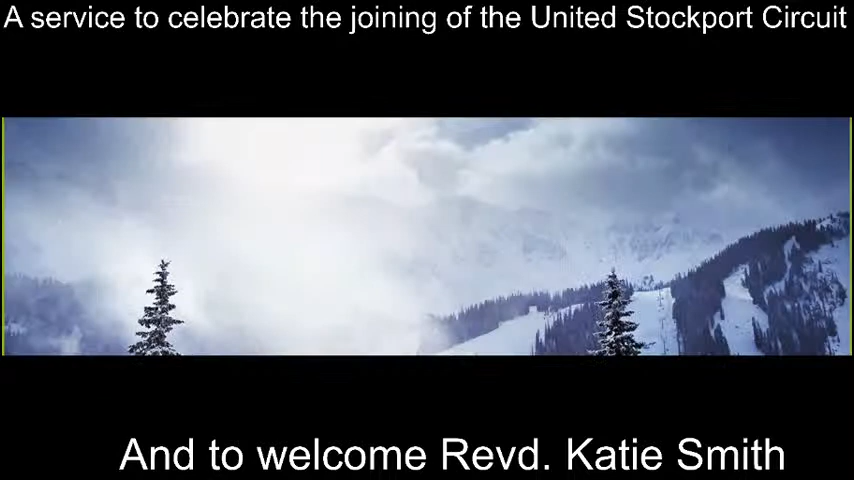 A service to celebrate the joining of the United Stockport Circuit
And to welcome Revd. Katie Smith